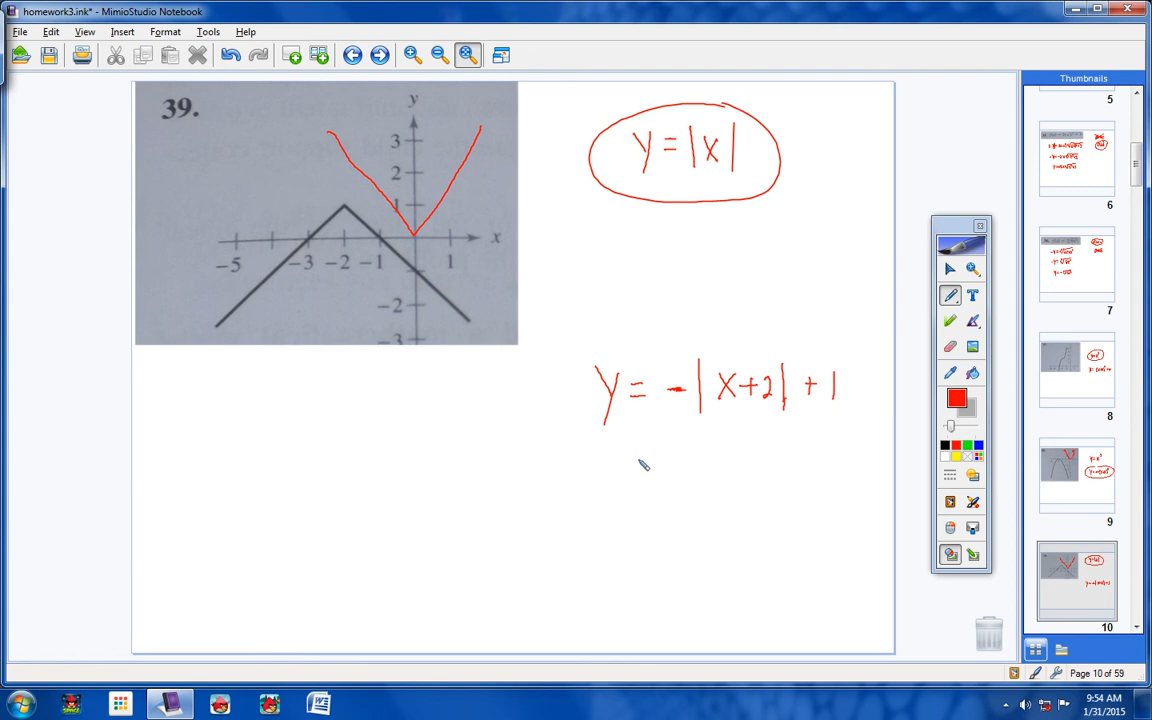 homework3.ink* - MimioStudio Notebook
File Edit View Insert Format Tools Help
Thumbnails
39.
y
3
2
1
x
-5
-3
-2
-1
1
-2
-3
y = |x|
y = -|x+2| + 1
5
6
7
8
9
10
Page 10 of 59
9:54 AM
1/31/2015